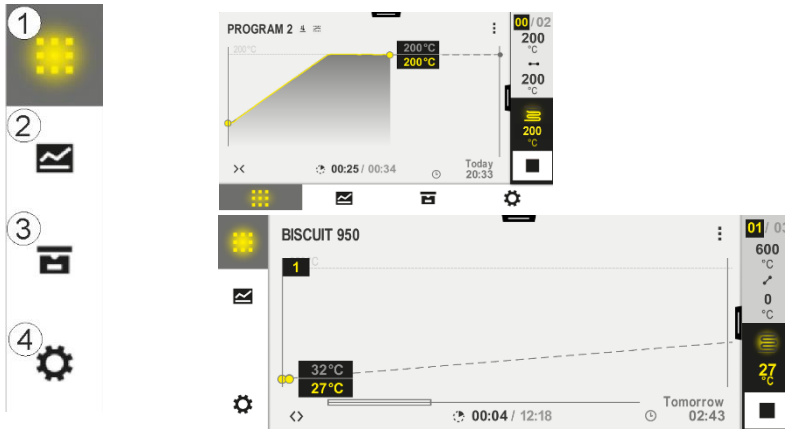 1
2
3
4
PROGRAM 2
200°C
200°C
200°C
00:25 / 00:34
Today
20:33
00 / 02
200
°C
200
°C
200
°C
BISCUIT 950
1
°C
32°C
27°C
00:04 / 12:18
Tomorrow
02:43
01 / 03
600
°C
0
°C
27
°C